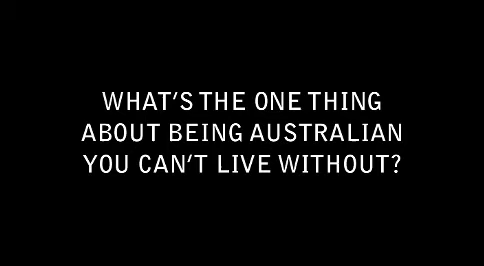 WHAT'S THE ONE THING
ABOUT BEING AUSTRALIAN
YOU CAN'T LIVE WITHOUT?